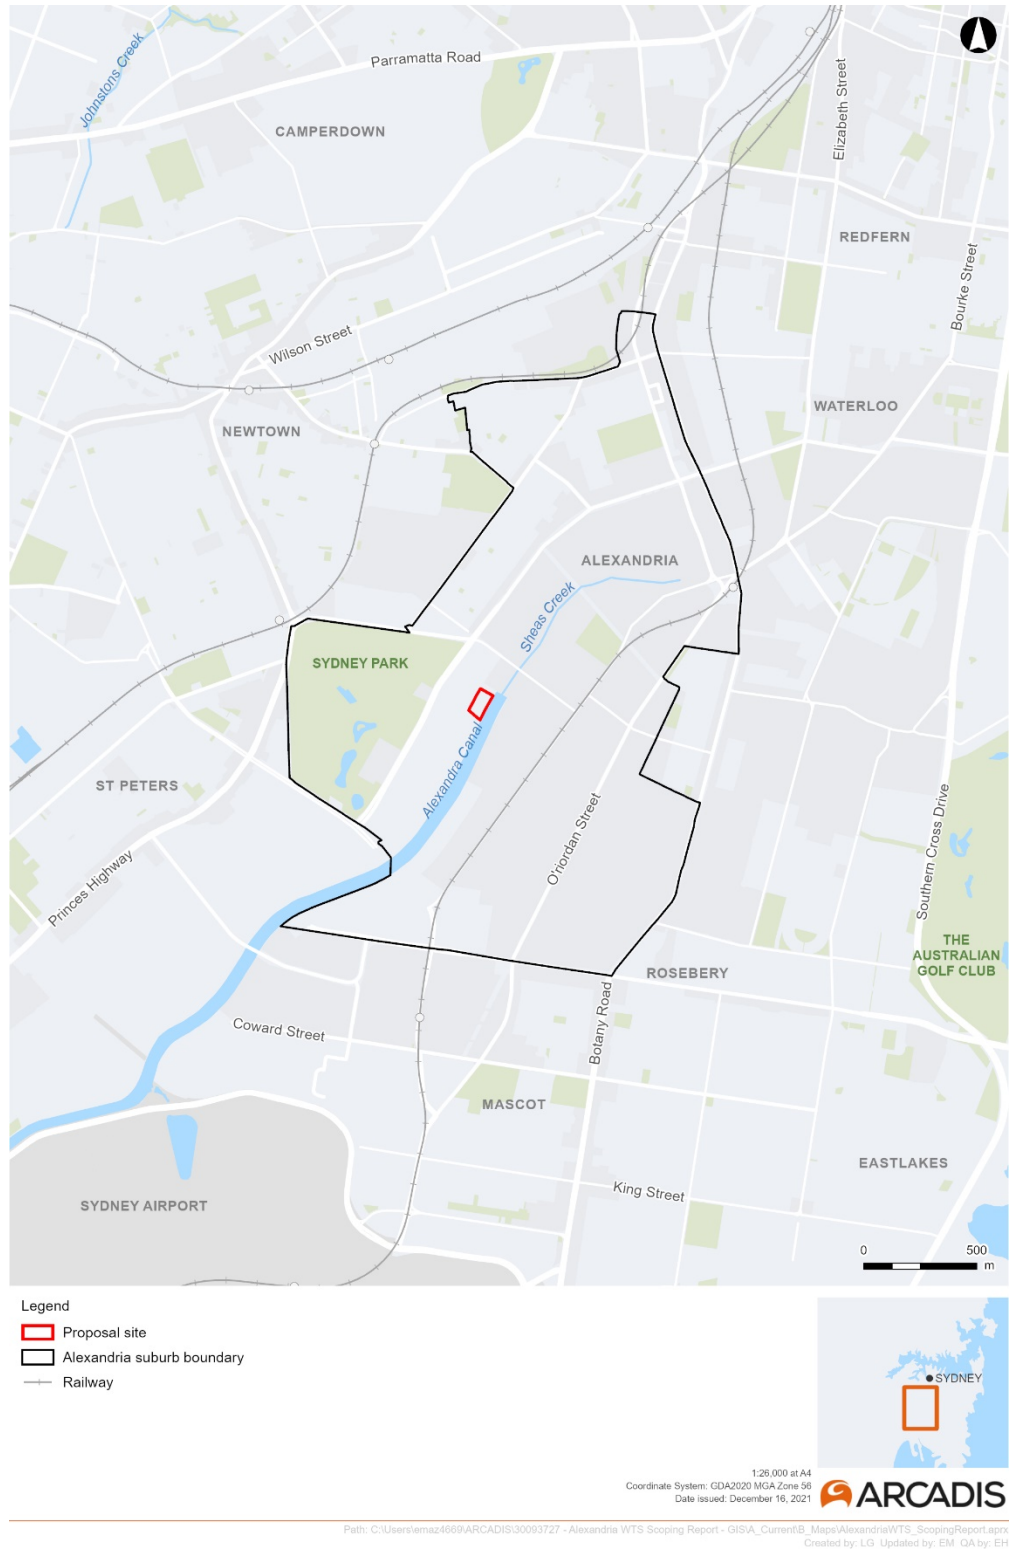 Johnstons Creek
Parramatta Road
Elizabeth Street
CAMPERDOWN
REDFERN
Bourke Street
Wilson Street
WATERLOO
NEWTOWN
ALEXANDRIA
Sheas Creek
SYDNEY PARK
Alexandra Canal
ST PETERS
O'riordan Street
Southern Cross Drive
Princes Highway
THE
AUSTRALIAN
GOLF CLUB
ROSEBERY
Botany Road
Coward Street
MASCOT
EASTLAKES
King Street
SYDNEY AIRPORT
0 500
m
Legend
Proposal site
Alexandria suburb boundary
Railway
SYDNEY
1:26,000 at A4
Coordinate System: GDA2020 MGA Zone 56
Date issued: December 16, 2021
ARCADIS
Path: C:\Users\emaz4669\ARCADIS\30093727 - Alexandria WTS Scoping Report - GIS\A_Current\B_Maps\AlexandriaWTS_ScopingReport.aprx
Created by: LG Updated by: EM QA by: EH